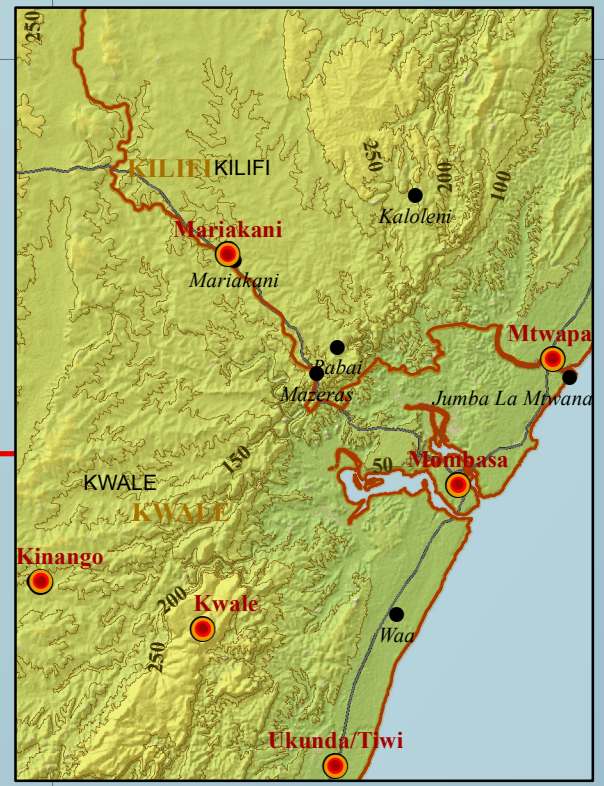 250
KILIFI KILIFI
250
200
100
Kaloleni
Mariakani
Mariakani
Mtwapa
Rabai
Mazeras
Jumba La Mtwana
150
50
Mombasa
KWALE
KWALE
Kinango
200
Kwale
250
Waa
Ukunda/Tiwi